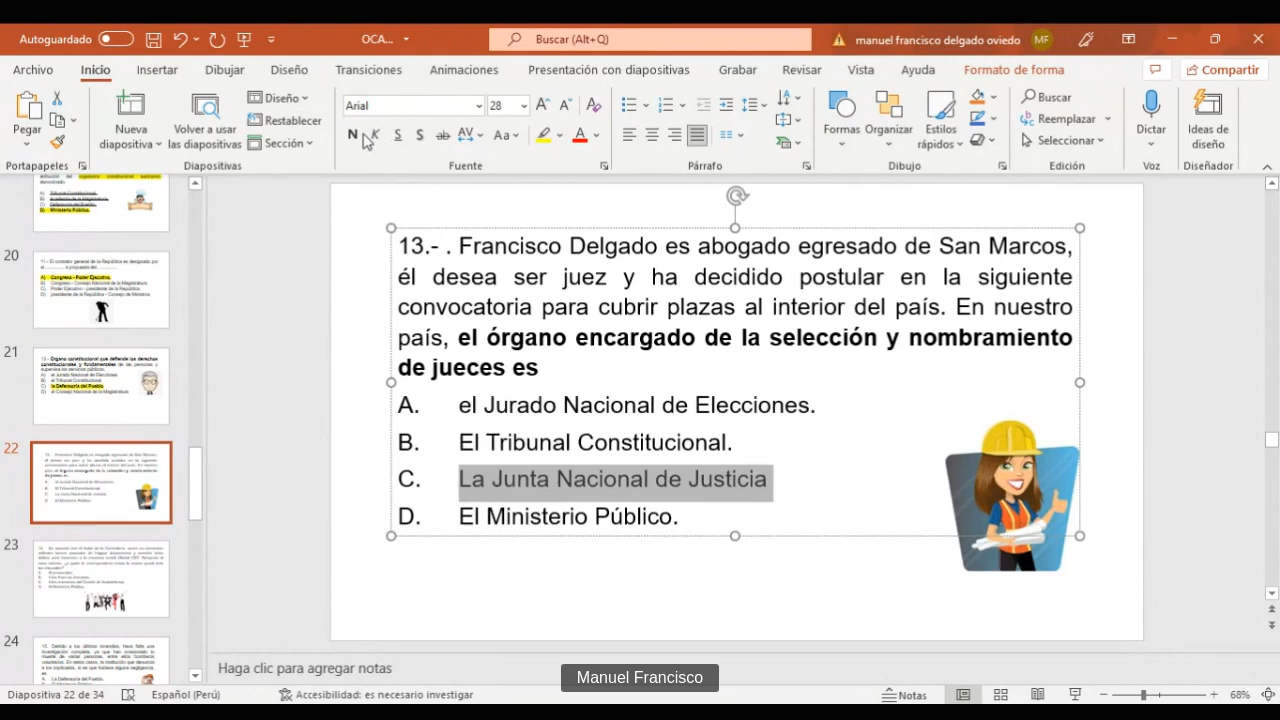 Autoguardado
OCA...
Buscar (Alt+Q)
manuel francisco delgado oviedo
MF
Archivo
Inicio
Insertar
Dibujar
Diseño
Transiciones
Animaciones
Presentación con diapositivas
Grabar
Revisar
Vista
Ayuda
Formato de forma
Compartir
Pegar
Nueva diapositiva
Volver a usar las diapositivas
Diseño
Restablecer
Sección
Arial
28
N K S S ab AV Aa A
Formas
Organizar
Estilos rápidos
Buscar
Reemplazar
Seleccionar
Dictar
Ideas de diseño
Portapapeles
Diapositivas
Fuente
Párrafo
Dibujo
Edición
Voz
Diseñador
20
21
22
23
24
13.- . Francisco Delgado es abogado egresado de San Marcos,
él desea ser juez y ha decidido postular en la siguiente
convocatoria para cubrir plazas al interior del país. En nuestro
país, el órgano encargado de la selección y nombramiento
de jueces es
A. el Jurado Nacional de Elecciones.
B. El Tribunal Constitucional.
C. La Junta Nacional de Justicia
D. El Ministerio Público.
Haga clic para agregar notas
Manuel Francisco
Diapositiva 22 de 34
Español (Perú)
Accesibilidad: es necesario investigar
Notas
68%